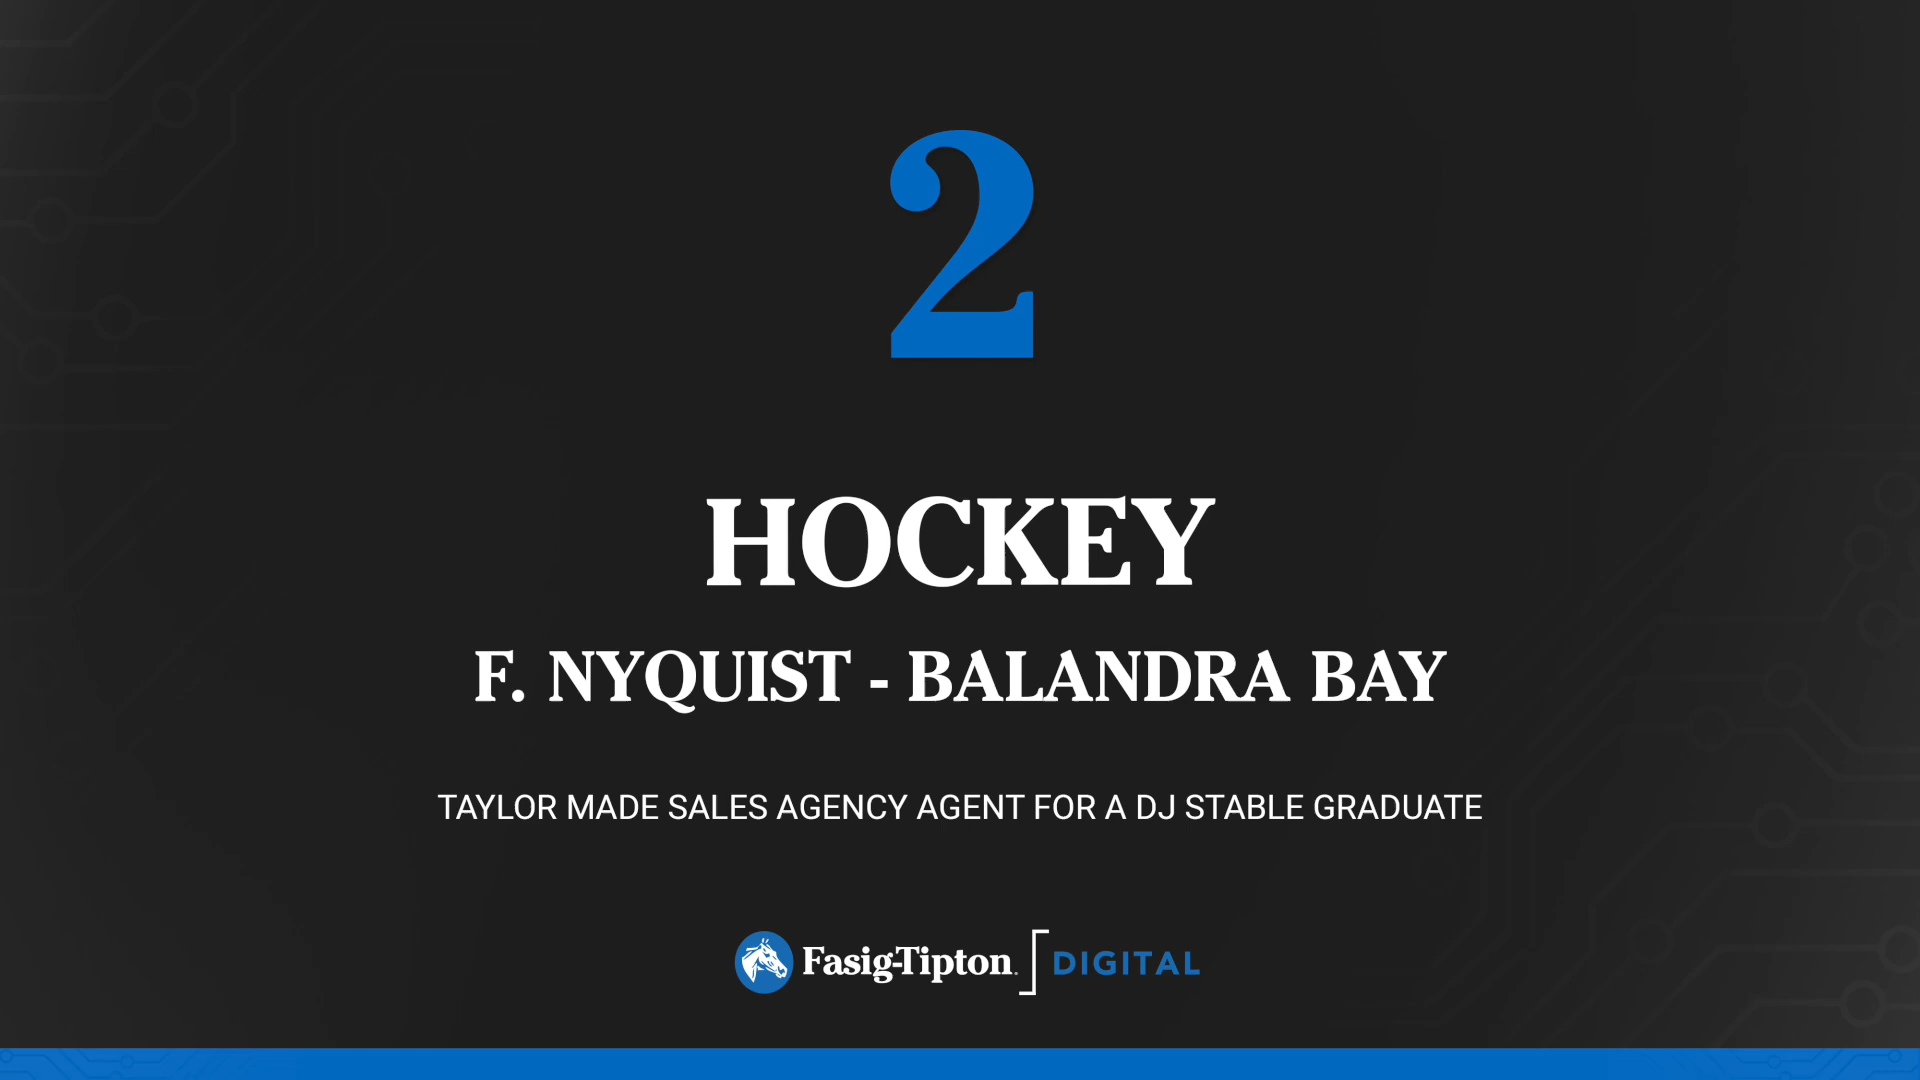 2
HOCKEY
F. NYQUIST - BALANDRA BAY
TAYLOR MADE SALES AGENCY AGENT FOR A DJ STABLE GRADUATE
Fasig-Tipton. DIGITAL